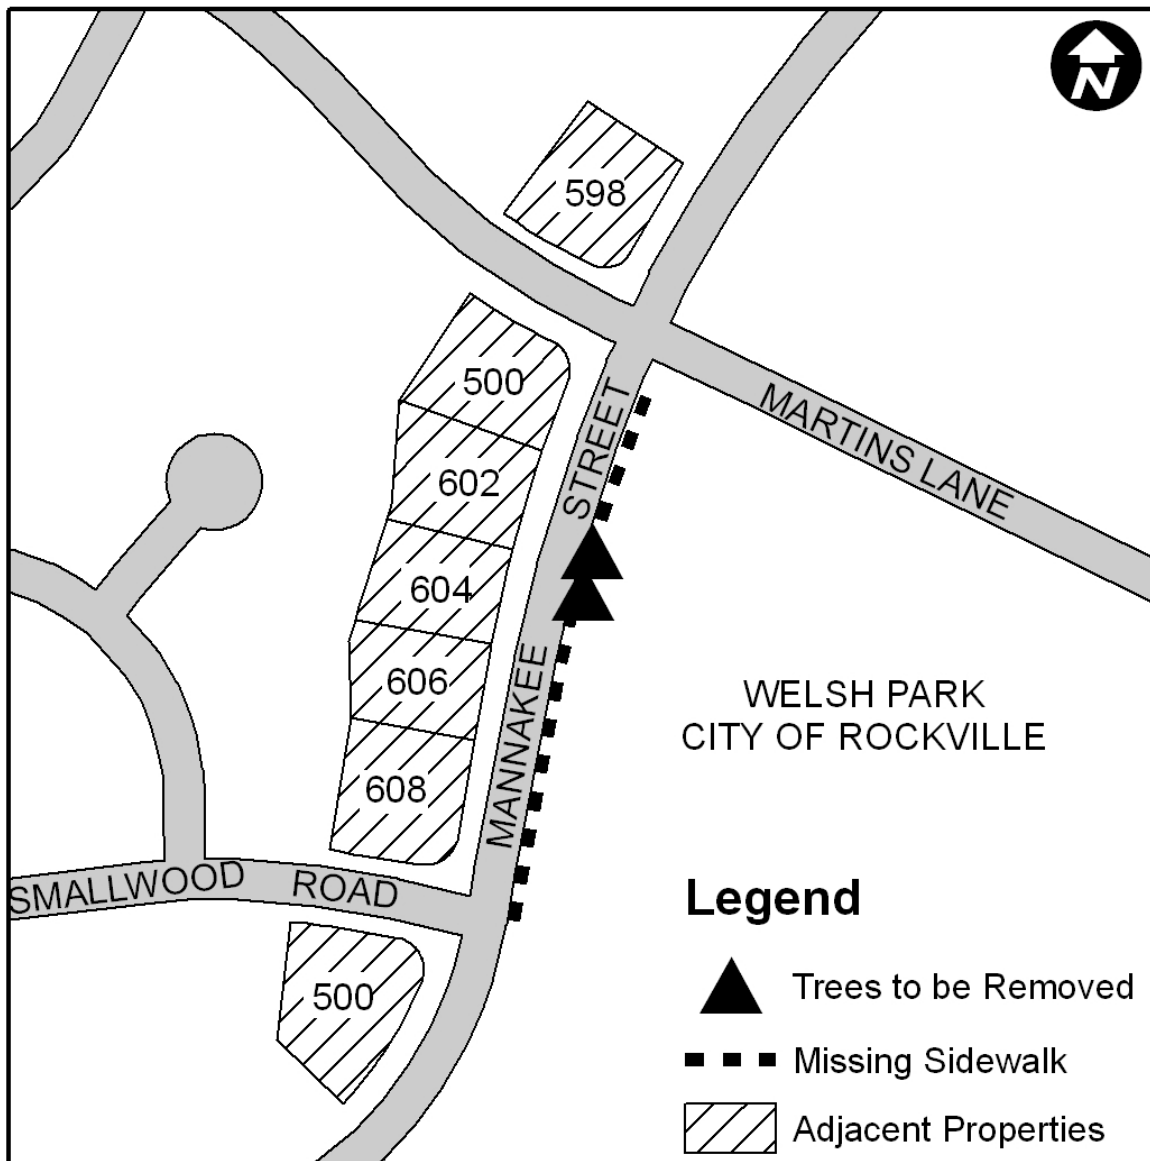 N
598
500
602
604
606
608
500
STREET
MANNAKEE
MARTINS LANE
SMALLWOOD ROAD
WELSH PARK
CITY OF ROCKVILLE
Legend
Trees to be Removed
Missing Sidewalk
Adjacent Properties